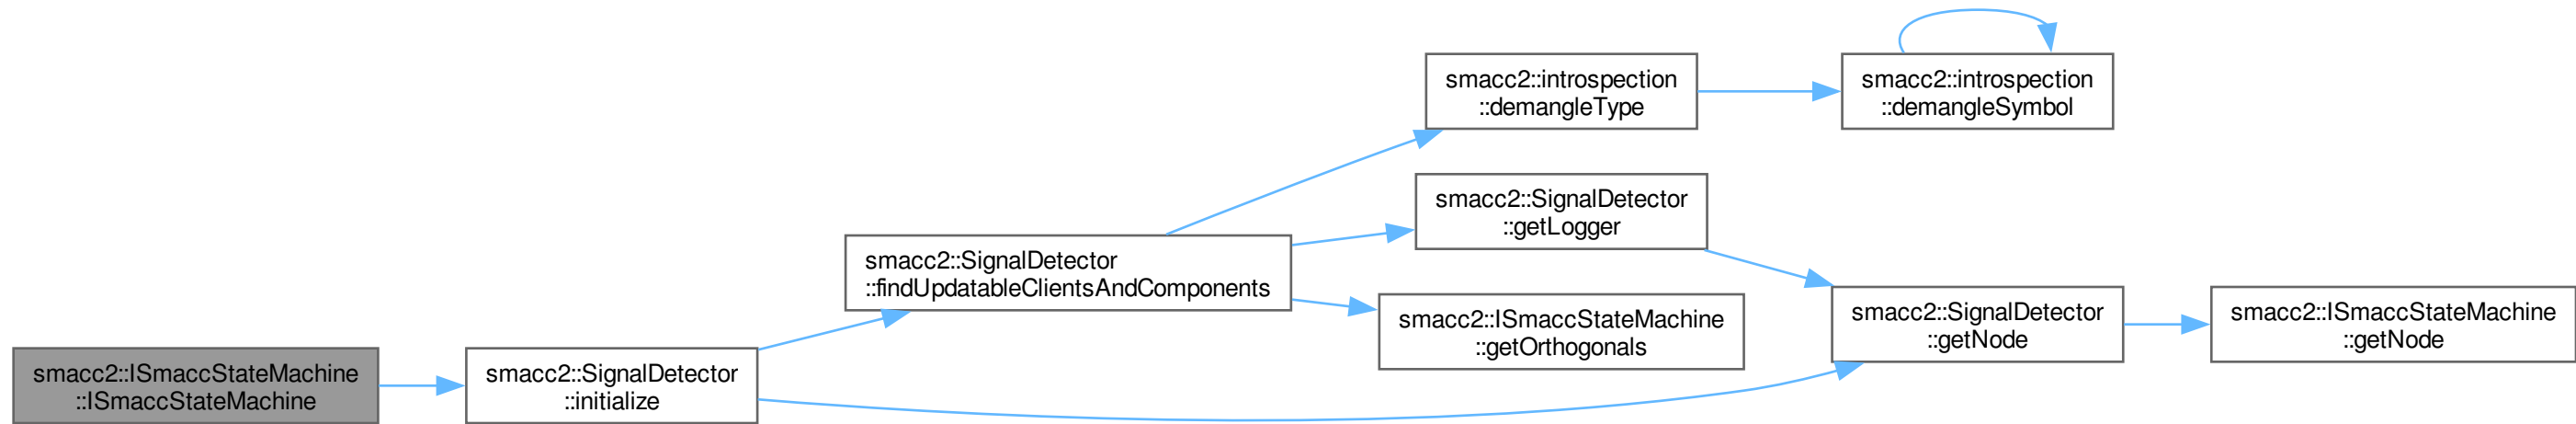 smacc2::ISmaccStateMachine
::ISmaccStateMachine
smacc2::SignalDetector
::initialize
smacc2::SignalDetector
::findUpdatableClientsAndComponents
smacc2::introspection
::demangleType
smacc2::introspection
::demangleSymbol
smacc2::SignalDetector
::getLogger
smacc2::ISmaccStateMachine
::getOrthogonals
smacc2::SignalDetector
::getNode
smacc2::ISmaccStateMachine
::getNode